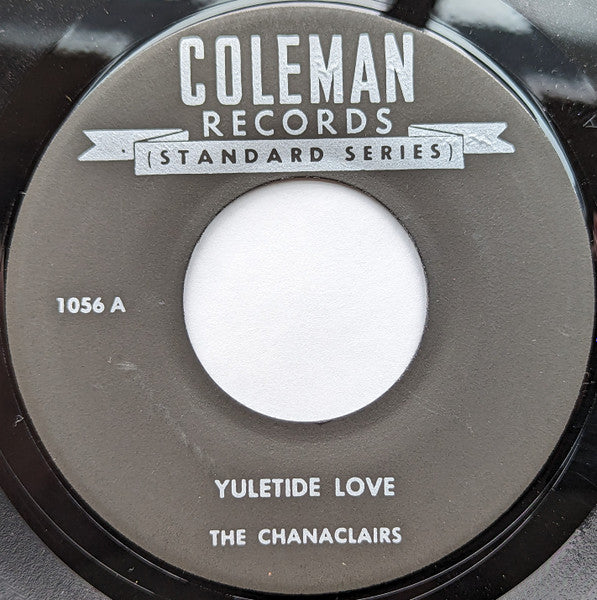 COLEMAN
RECORDS
(STANDARD SERIES)
1056 A
YULETIDE LOVE
THE CHANACLAIRS